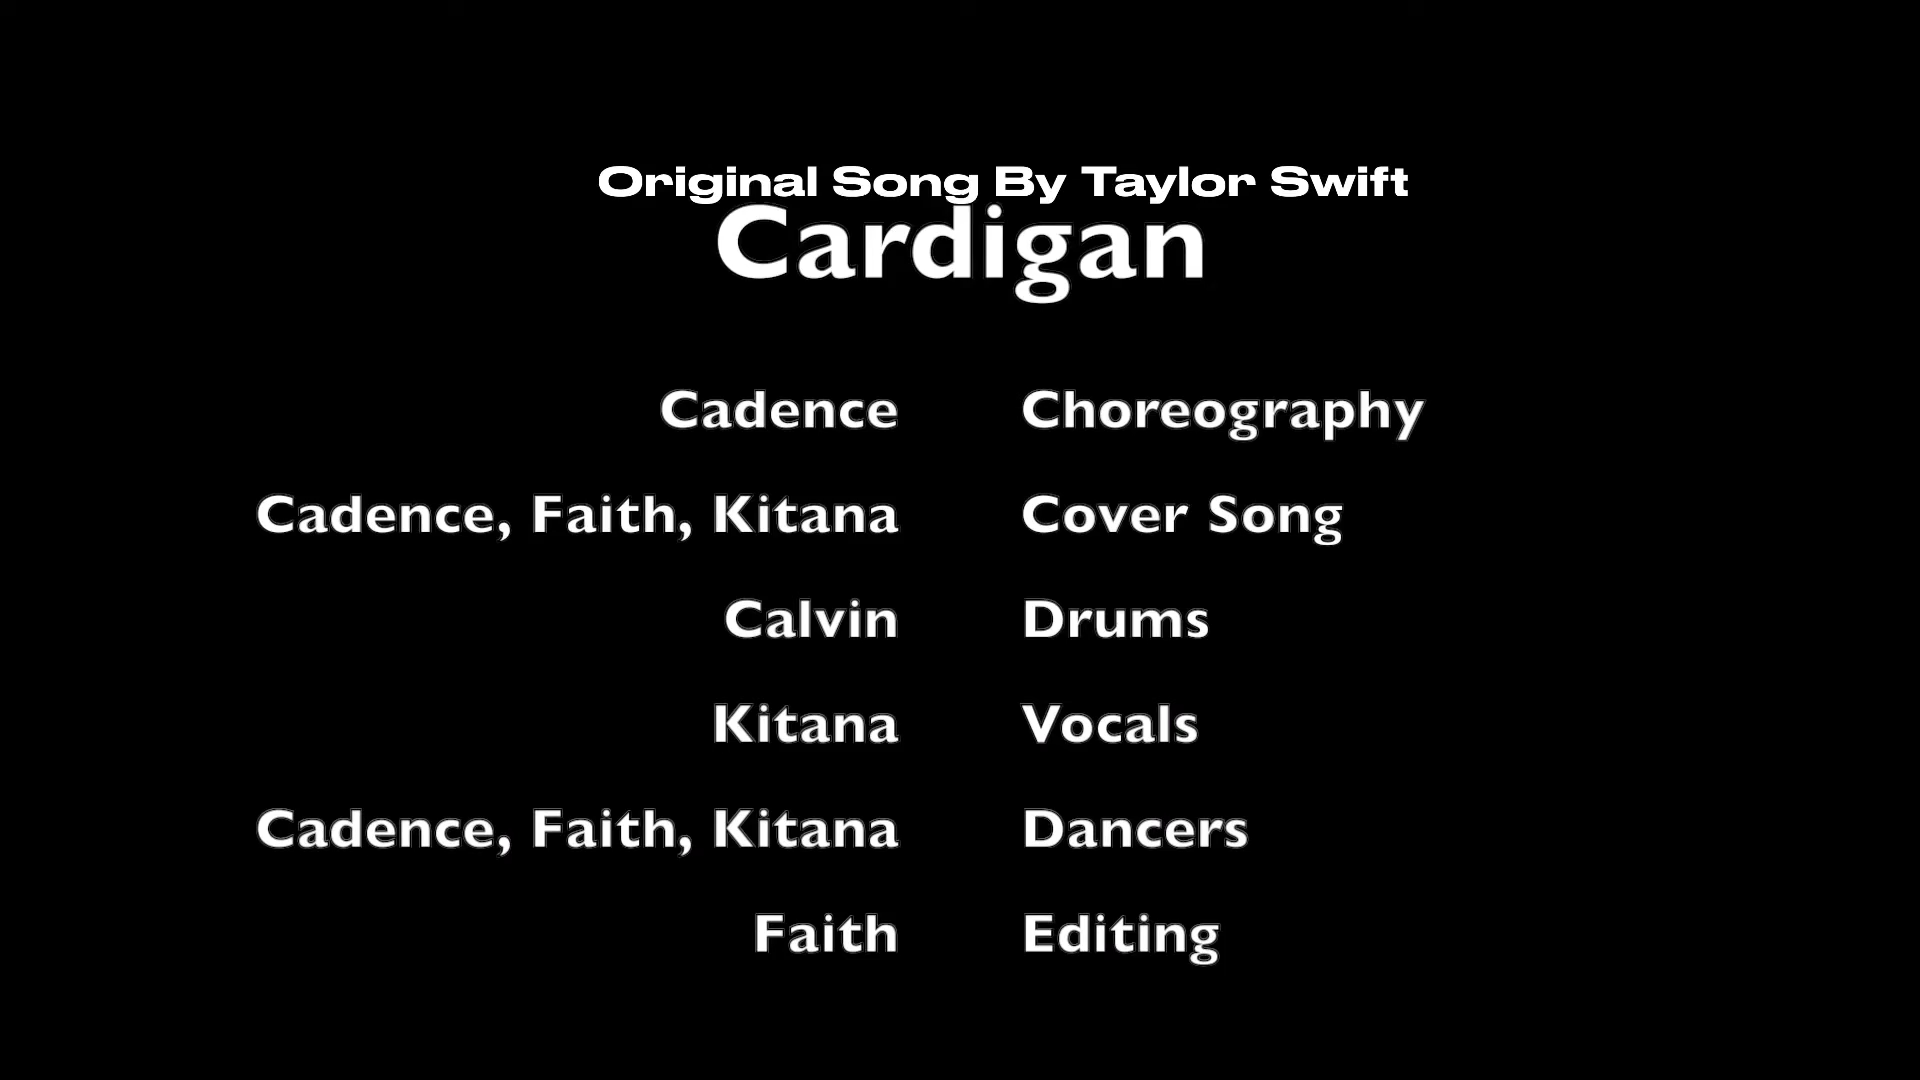 Original Song By Taylor Swift
Cardigan
Cadence Choreography
Cadence, Faith, Kitana Cover Song
Calvin Drums
Kitana Vocals
Cadence, Faith, Kitana Dancers
Faith Editing